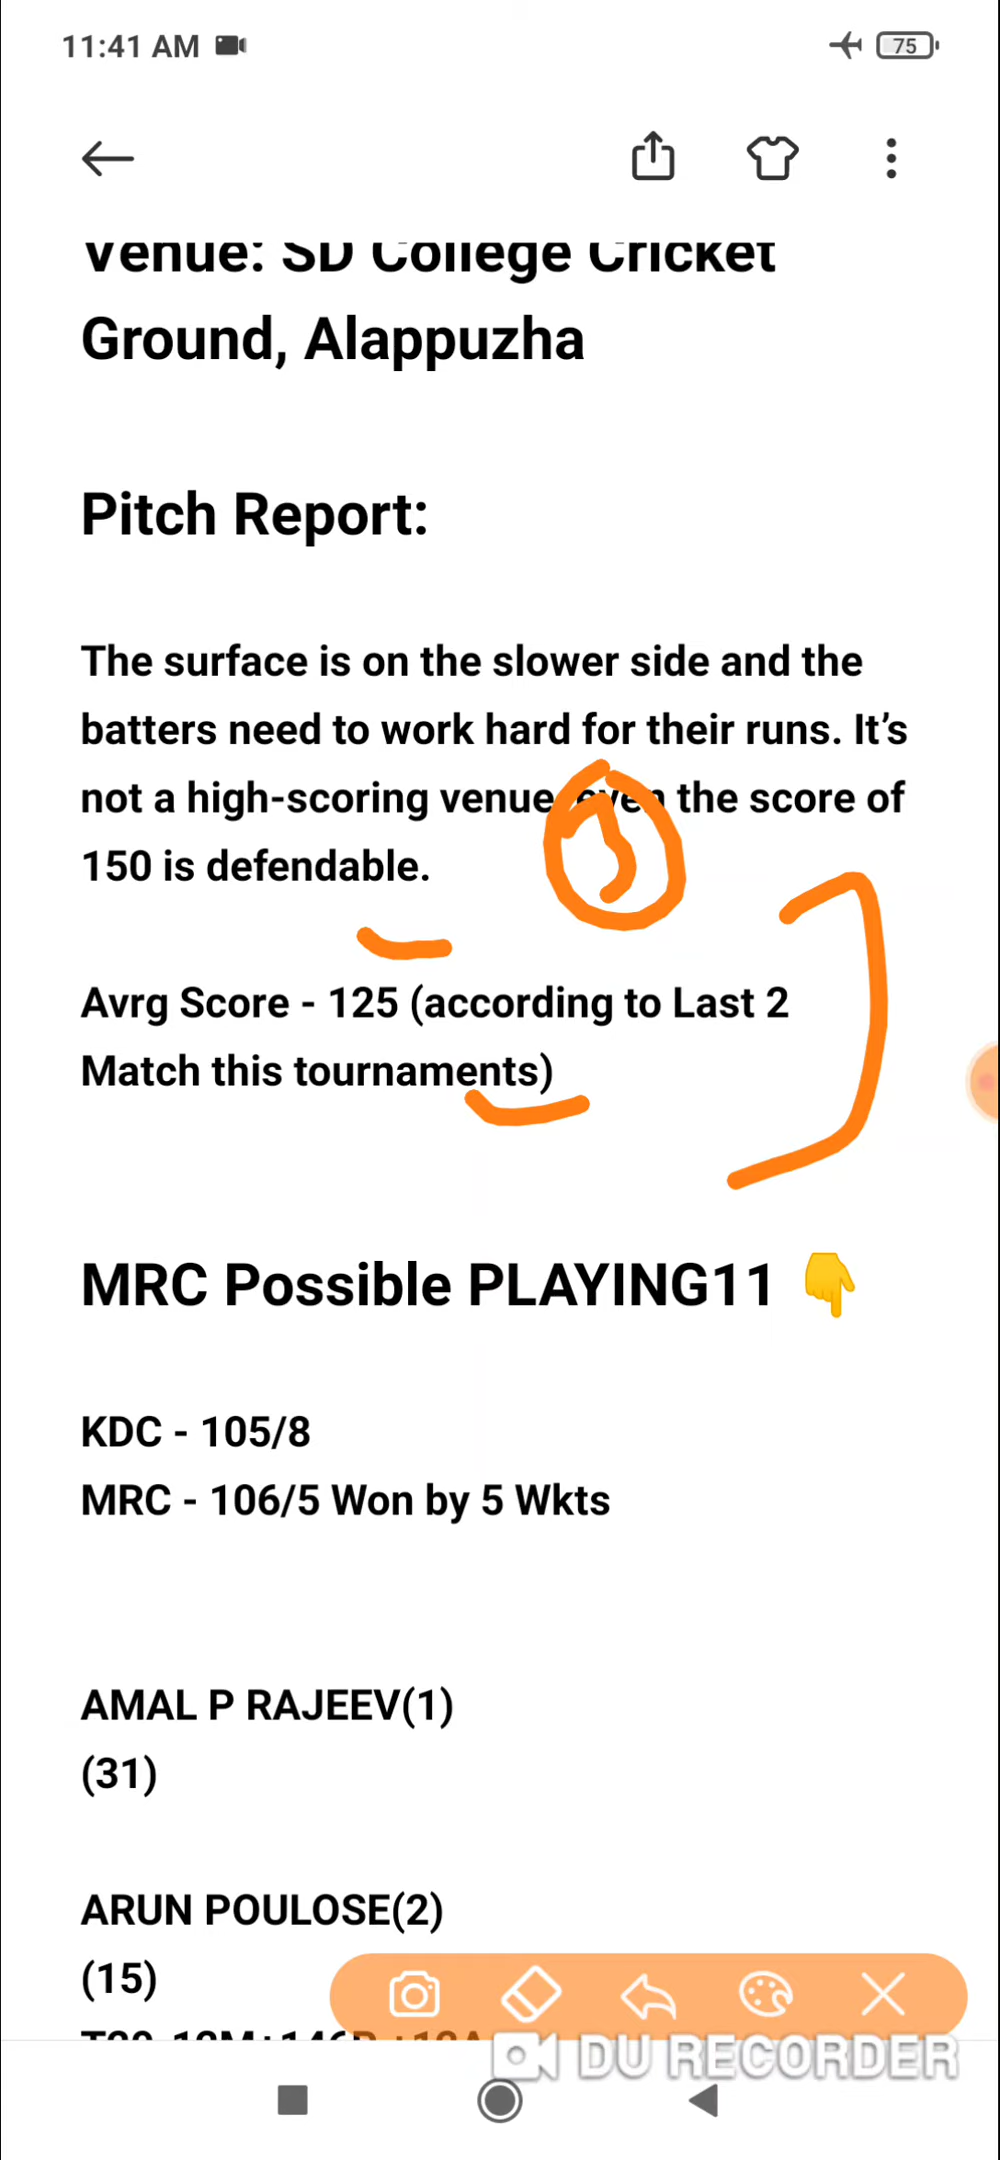 11:41 AM
75
Venue: SD College Cricket
Ground, Alappuzha
Pitch Report:
The surface is on the slower side and the
batters need to work hard for their runs. It’s
not a high-scoring venue even the score of
150 is defendable.
Avrg Score - 125 (according to Last 2
Match this tournaments)
MRC Possible PLAYING11 👇
KDC - 105/8
MRC - 106/5 Won by 5 Wkts
AMAL P RAJEEV(1)
(31)
ARUN POULOSE(2)
(15)
DU RECORDER